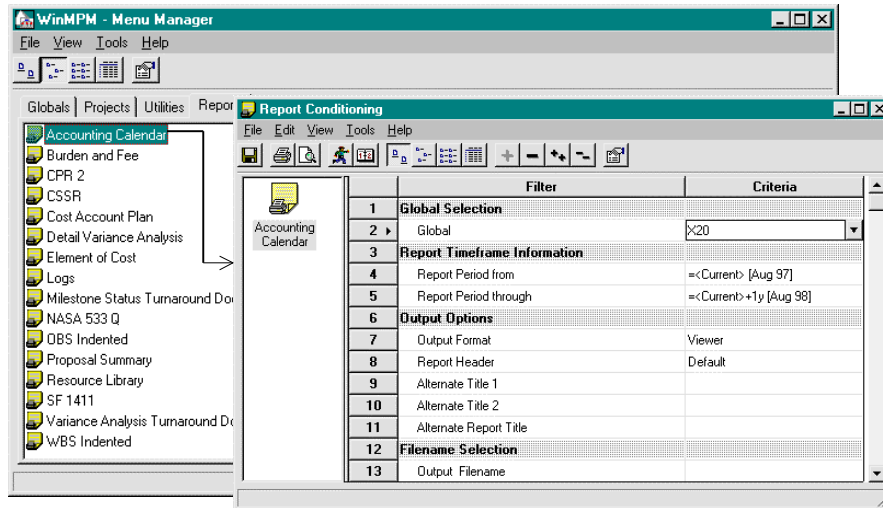 WinMPM - Menu Manager
File View Tools Help
Globals Projects Utilities Repor
Accounting Calendar
Burden and Fee
CPR 2
CSSR
Cost Account Plan
Detail Variance Analysis
Element of Cost
Logs
Milestone Status Turnaround Do
NASA 533 Q
OBS Indented
Proposal Summary
Resource Library
SF 1411
Variance Analysis Turnaround D
WBS Indented
Report Conditioning
File Edit View Tools Help
Accounting
Calendar
Filter Criteria
1 Global Selection
2 Global X20
3 Report Timeframe Information
4 Report Period from =<Current> [Aug 97]
5 Report Period through =<Current>+1y [Aug 98]
6 Output Options
7 Output Format Viewer
8 Report Header Default
9 Alternate Title 1
10 Alternate Title 2
11 Alternate Report Title
12 Filename Selection
13 Output Filename